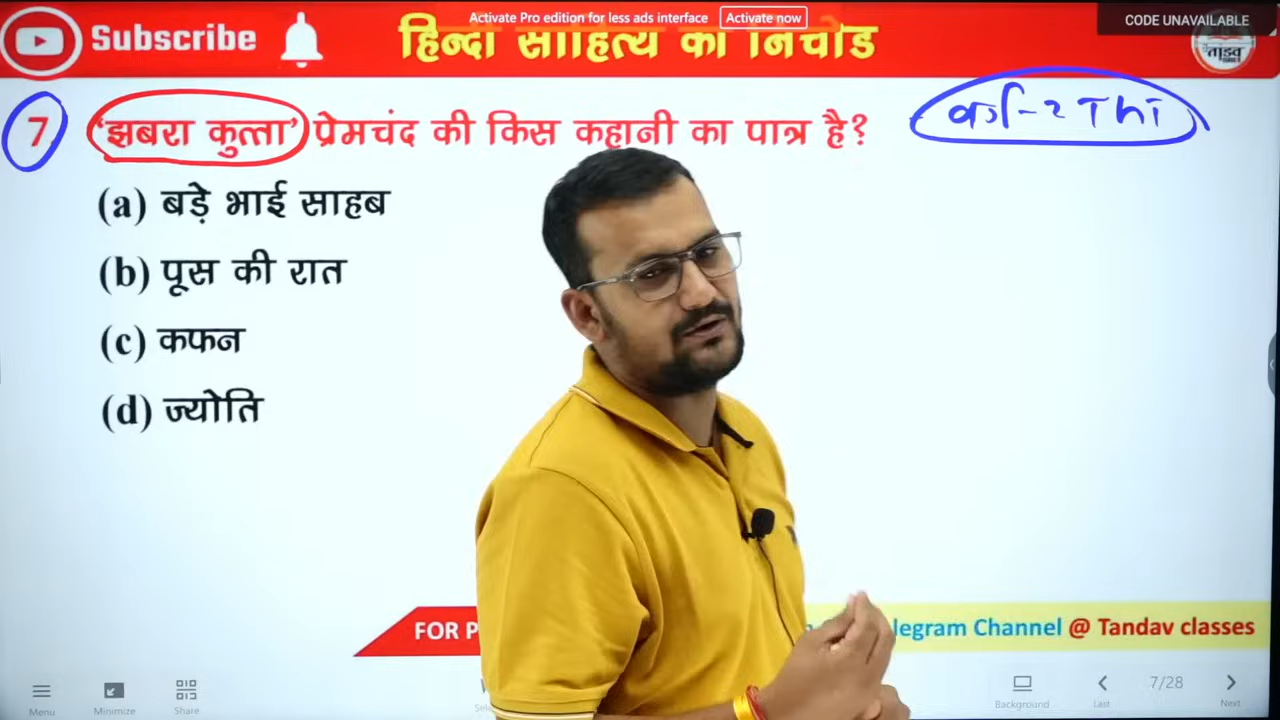 Activate Pro edition for less ads interface Activate now
CODE UNAVAILABLE
Subscribe
हिन्दी साहित्य का निचोड़
7 'झबरा कुत्ता' प्रेमचंद की किस कहानी का पात्र है?
(a) बड़े भाई साहब
(b) पूस की रात
(c) कफन
(d) ज्योति
FOR P
legram Channel @ Tandav classes
Menu
Minimize
Share
Background
Last
7/28
Next